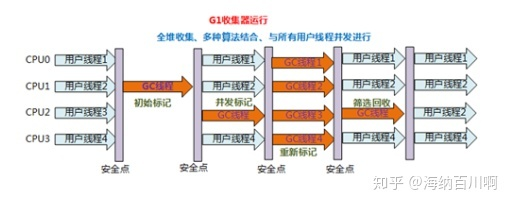 G1收集器运行
全堆收集、多种算法结合、与所有用户线程并发进行
CPU0 用户线程1 用户线程1 GC线程1 用户线程1 用户线程1
CPU1 用户线程2 GC线程 用户线程2 GC线程2 用户线程2 用户线程2
初始标记 并发标记 筛选回收
CPU2 用户线程3 GC线程 GC线程3 GC线程 用户线程3
CPU3 用户线程4 用户线程4 GC线程4 用户线程4 用户线程4
重新标记
安全点 安全点 安全点 安全点 安全点
知乎 @海纳百川啊